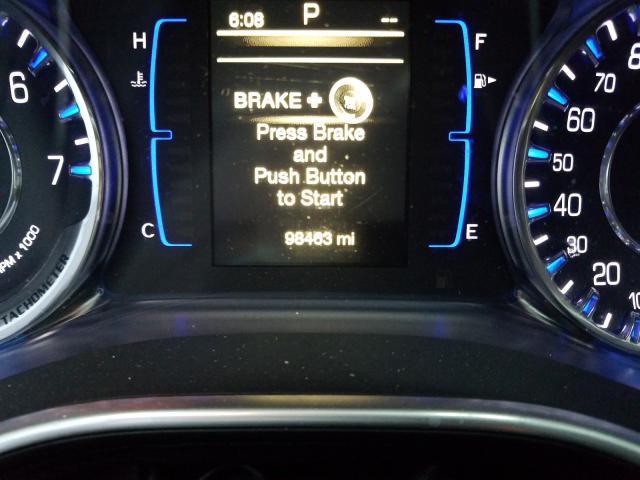 6:08 P --
H F
BRAKE +
Press Brake
and
Push Button
to Start
98463 mi
C E
6
7
RPM x 1000
TACHOMETER
70
60
50
40
30
20
10